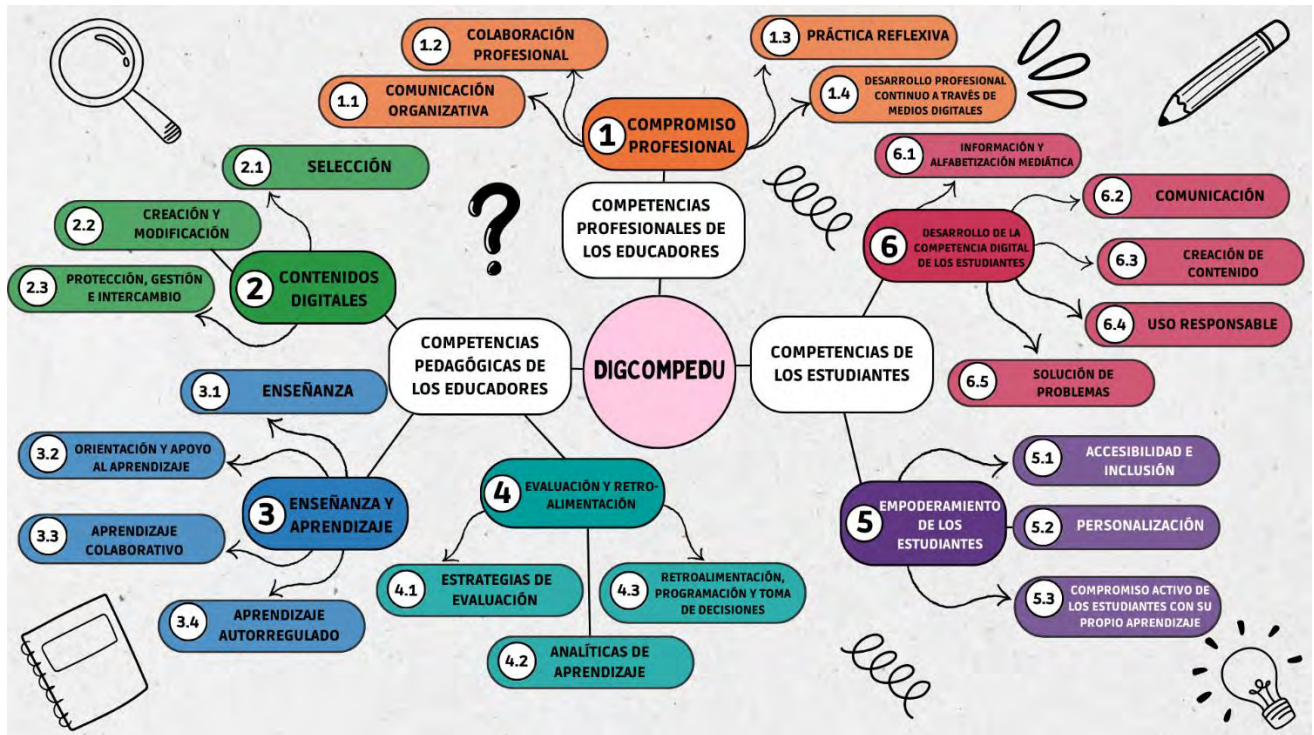 DIGCOMPEDU
COMPETENCIAS
PROFESIONALES DE
LOS EDUCADORES
1
COMPROMISO
PROFESIONAL
1.1
COMUNICACIÓN
ORGANIZATIVA
1.2
COLABORACIÓN
PROFESIONAL
1.3
PRÁCTICA REFLEXIVA
1.4
DESARROLLO PROFESIONAL
CONTINUO A TRAVÉS DE
MEDIOS DIGITALES
?
COMPETENCIAS
PEDAGÓGICAS DE
LOS EDUCADORES
2
CONTENIDOS
DIGITALES
2.1
SELECCIÓN
2.2
CREACIÓN Y
MODIFICACIÓN
2.3
PROTECCIÓN, GESTIÓN
E INTERCAMBIO
3
ENSEÑANZA Y
APRENDIZAJE
3.1
ENSEÑANZA
3.2
ORIENTACIÓN Y APOYO
AL APRENDIZAJE
3.3
APRENDIZAJE
COLABORATIVO
3.4
APRENDIZAJE
AUTORREGULADO
4
EVALUACIÓN Y RETRO-
ALIMENTACIÓN
4.1
ESTRATEGIAS DE
EVALUACIÓN
4.2
ANALÍTICAS DE
APRENDIZAJE
4.3
RETROALIMENTACIÓN,
PROGRAMACIÓN Y TOMA
DE DECISIONES
COMPETENCIAS DE
LOS ESTUDIANTES
5
EMPODERAMIENTO
DE LOS
ESTUDIANTES
5.1
ACCESIBILIDAD E
INCLUSIÓN
5.2
PERSONALIZACIÓN
5.3
COMPROMISO ACTIVO DE
LOS ESTUDIANTES CON SU
PROPIO APRENDIZAJE
6
DESARROLLO DE LA
COMPETENCIA DIGITAL
DE LOS ESTUDIANTES
6.1
INFORMACIÓN Y
ALFABETIZACIÓN MEDIÁTICA
6.2
COMUNICACIÓN
6.3
CREACIÓN DE
CONTENIDO
6.4
USO RESPONSABLE
6.5
SOLUCIÓN DE
PROBLEMAS